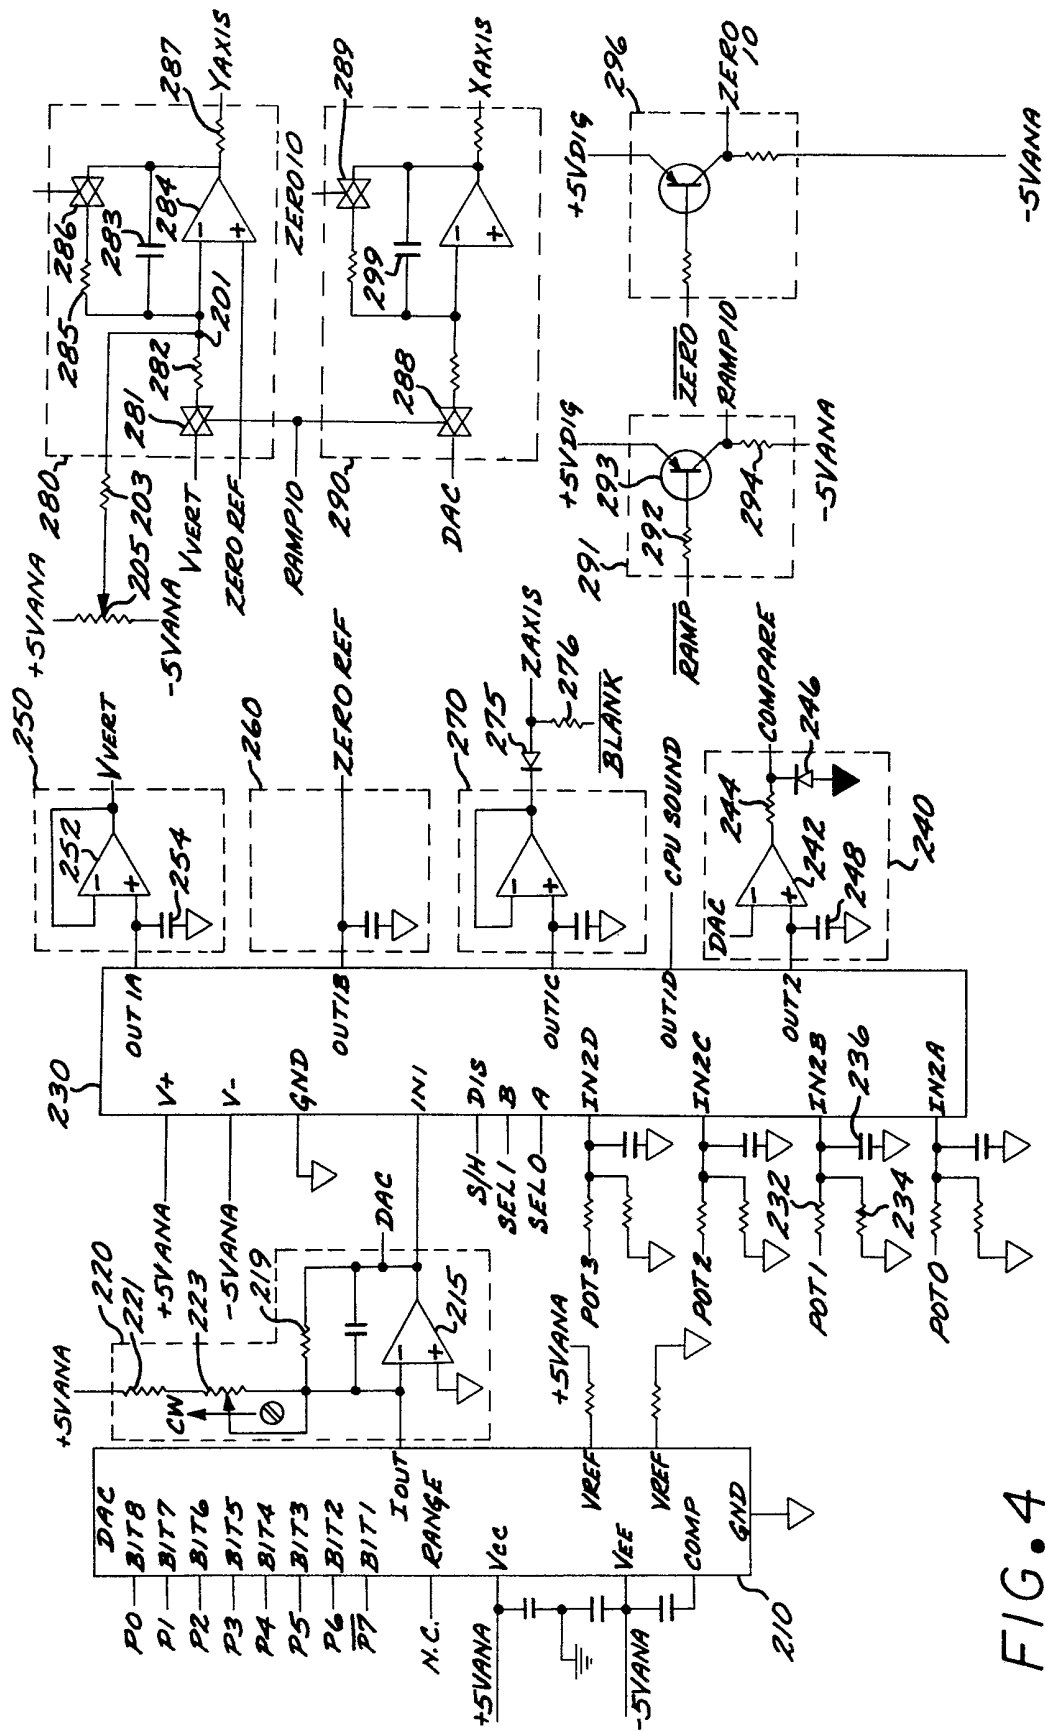 DAC
P0 BIT8
P1 BIT7
P2 BIT6
P3 BIT5
P4 BIT4
P5 BIT3
P6 BIT2
P7 BIT1
N.C. RANGE
+5VANA VCC
-5VANA VEE
COMP
GND
210
IOUT
VREF
VREF
+5VANA
+5VANA
220
221
223
CW
219
DAC
215
+5VANA V+
-5VANA V-
GND
IN1
S/H DIS
SEL1 B
SEL0 A
POT3 IN2D
POT2 IN2C
POT1 IN2B
232
234
236
POT0 IN2A
230
OUT1A
OUT1B
OUT1C
OUT1D
OUT2
250
252
254
VVERT
260
ZERO REF
270
275
276
ZAXIS
BLANK
CPU SOUND
240
DAC
242
244
246
248
COMPARE
+5VANA
205
-5VANA
203
280
VVERT
281
282
ZERO REF
201
285
286
283
284
287
YAXIS
RAMP10
290
DAC
288
ZERO10
299
289
XAXIS
291
RAMP
292
293
294
+5VDIG
RAMP10
-5VANA
ZERO
296
+5VDIG
ZERO
10
-5VANA
FIG. 4